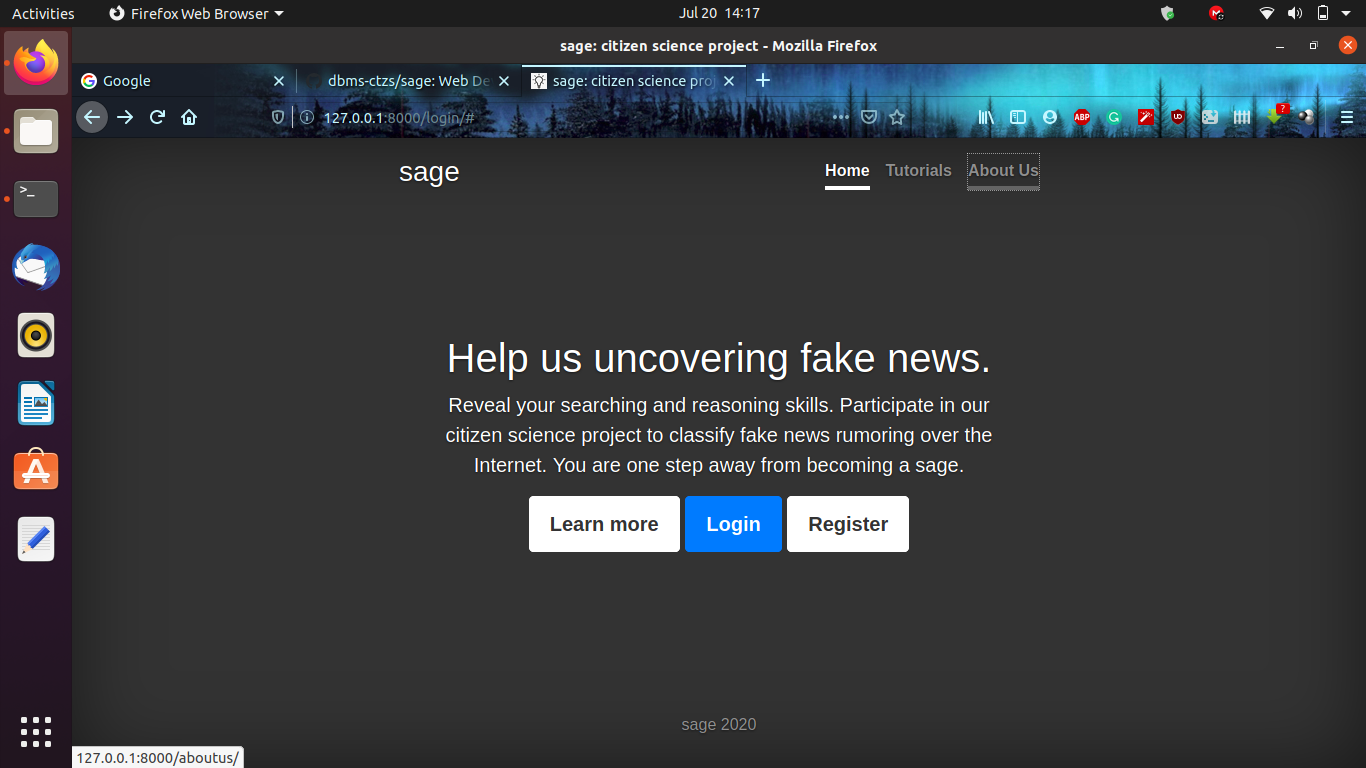 Activities
Firefox Web Browser
Jul 20 14:17
sage: citizen science project - Mozilla Firefox
Google
dbms-ctzs/sage: Web De
sage: citizen science pro
127.0.0.1:8000/login/#
ABP
sage
Home
Tutorials
About Us
Help us uncovering fake news.
Reveal your searching and reasoning skills. Participate in our
citizen science project to classify fake news rumoring over the
Internet. You are one step away from becoming a sage.
Learn more
Login
Register
sage 2020
127.0.0.1:8000/aboutus/